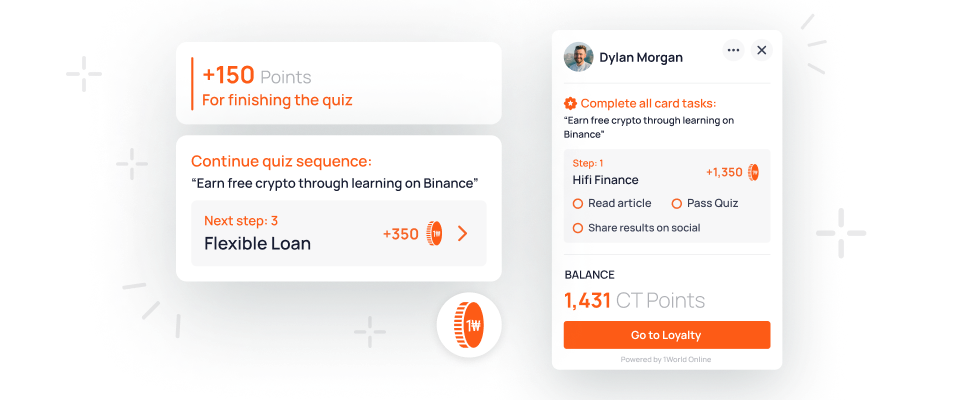 +150 Points
For finishing the quiz
Continue quiz sequence:
“Earn free crypto through learning on Binance”
Next step: 3
Flexible Loan
+350
1₩
1₩
Dylan Morgan
Complete all card tasks:
“Earn free crypto through learning on
Binance”
Step: 1
Hifi Finance
+1,350
1₩
Read article
Pass Quiz
Share results on social
BALANCE
1,431 CT Points
Go to Loyalty
Powered by 1World Online